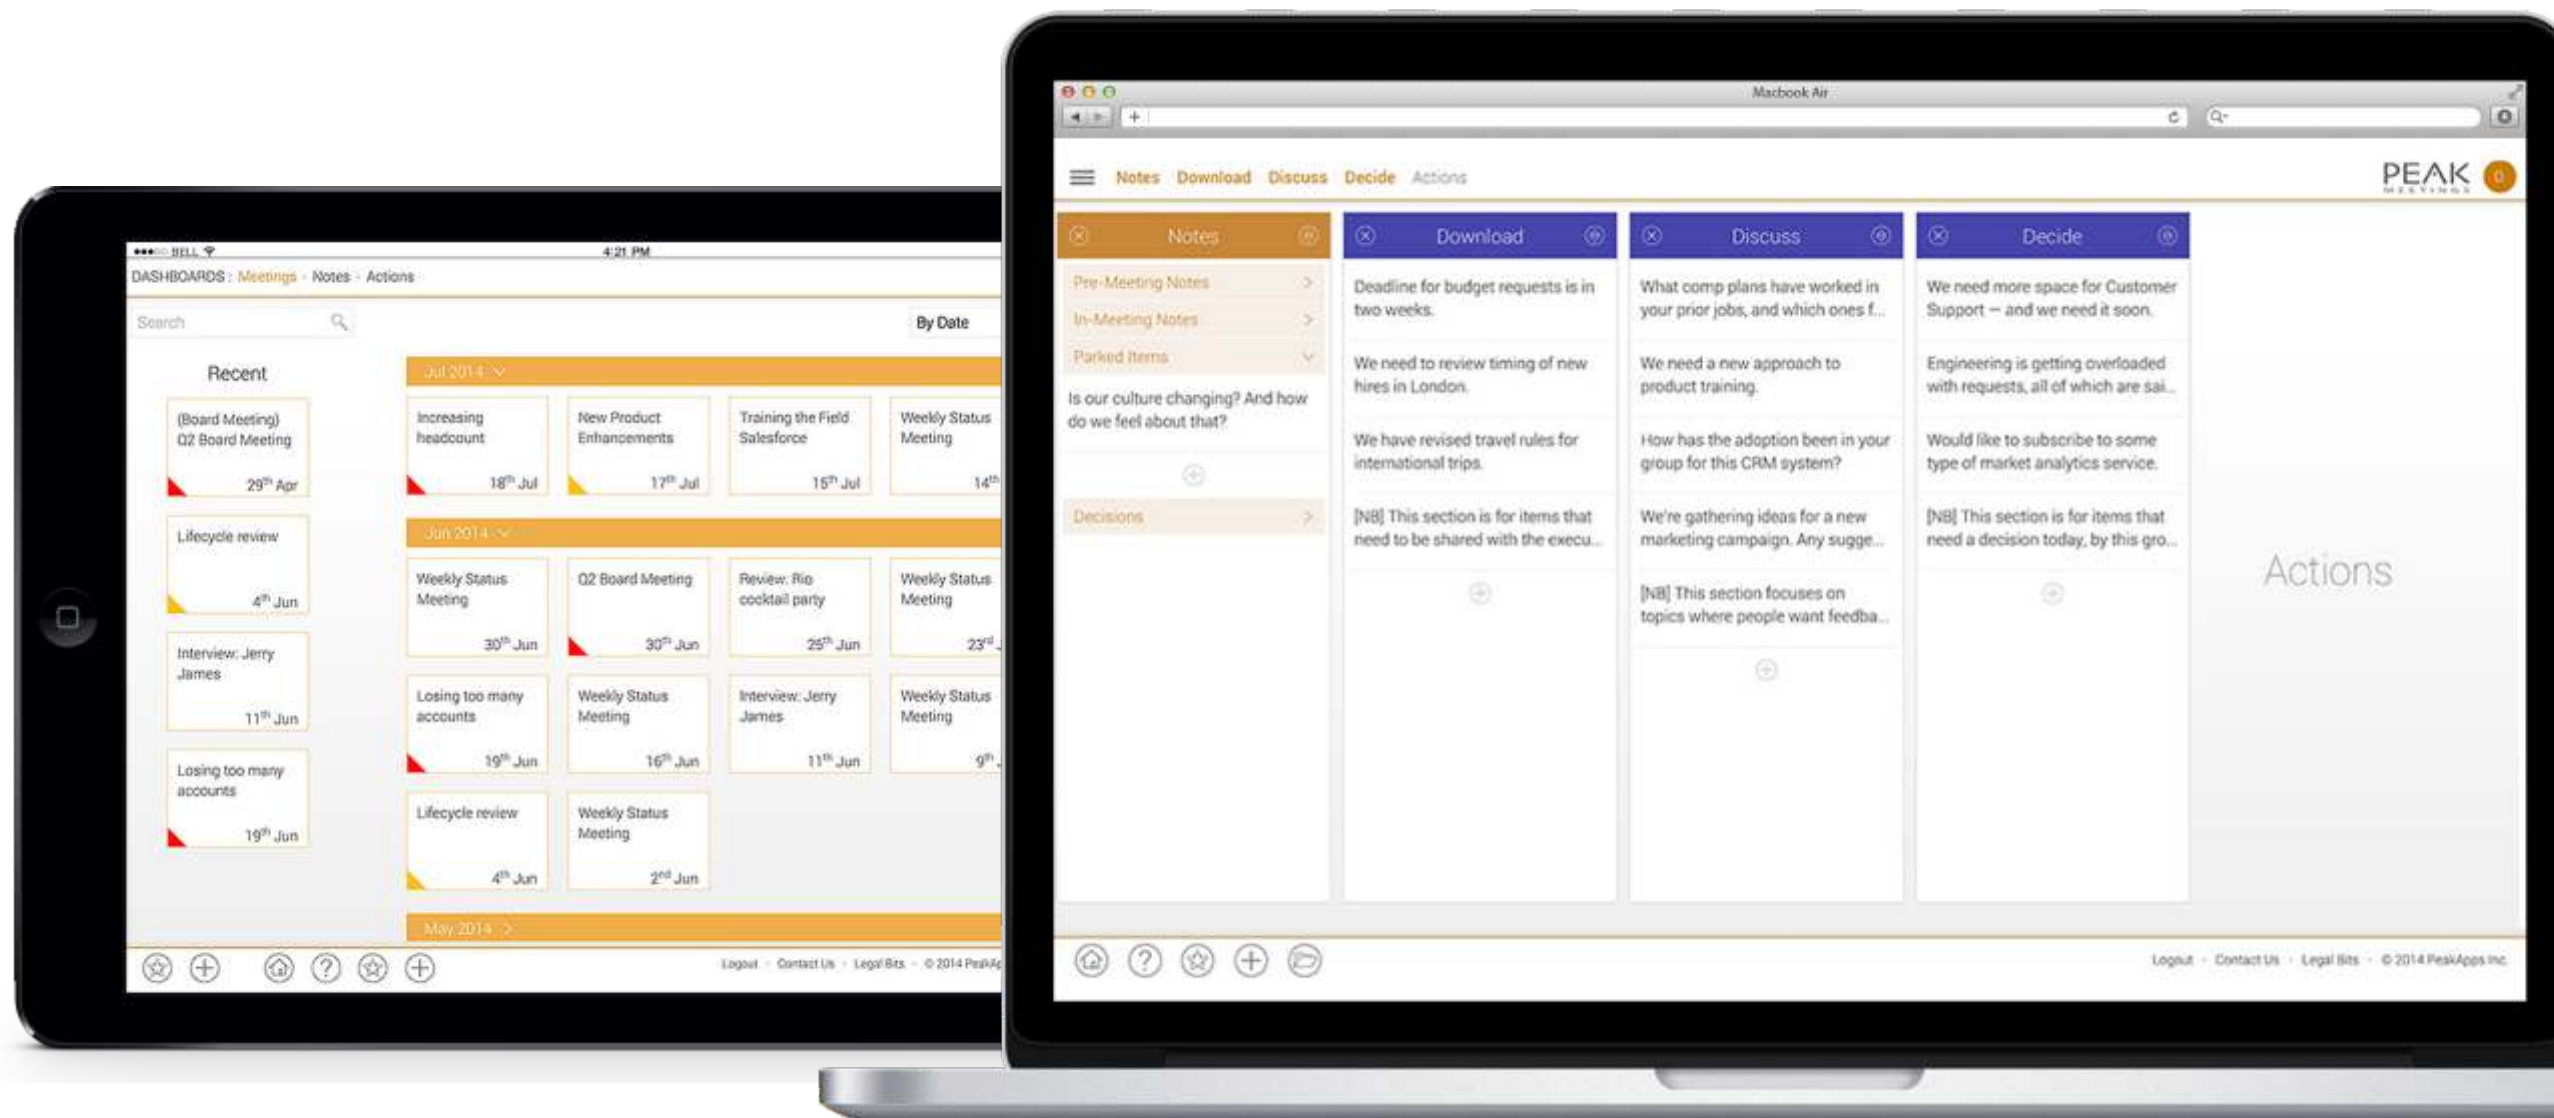 BELL
4:21 PM
DASHBOARDS : Meetings - Notes - Actions
Search
By Date
Recent
(Board Meeting)
Q2 Board Meeting
29th Apr
Lifecycle review
4th Jun
Interview: Jerry
James
11th Jun
Losing too many
accounts
19th Jun
Jul 2014
Increasing
headcount
18th Jul
New Product
Enhancements
17th Jul
Training the Field
Salesforce
15th Jul
Weekly Status
Meeting
14th
Jun 2014
Weekly Status
Meeting
30th Jun
Q2 Board Meeting
30th Jun
Review: Rio
cocktail party
25th Jun
Weekly Status
Meeting
23rd
Losing too many
accounts
19th Jun
Weekly Status
Meeting
16th Jun
Interview: Jerry
James
11th Jun
Weekly Status
Meeting
9th
Lifecycle review
4th Jun
Weekly Status
Meeting
2nd Jun
May 2014
Logout - Contact Us - Legal Bits - © 2014 PeakAp
Macbook Air
Notes Download Discuss Decide Actions
PEAK
MEETINGS
0
Notes
Pre-Meeting Notes
In-Meeting Notes
Parked Items
Is our culture changing? And how
do we feel about that?
Decisions
Download
Deadline for budget requests is in
two weeks.
We need to review timing of new
hires in London.
We have revised travel rules for
international trips.
[NB] This section is for items that
need to be shared with the execu...
Discuss
What comp plans have worked in
your prior jobs, and which ones f...
We need a new approach to
product training.
How has the adoption been in your
group for this CRM system?
We're gathering ideas for a new
marketing campaign. Any sugge...
[NB] This section focuses on
topics where people want feedba...
Decide
We need more space for Customer
Support — and we need it soon.
Engineering is getting overloaded
with requests, all of which are sai...
Would like to subscribe to some
type of market analytics service.
[NB] This section is for items that
need a decision today, by this gro...
Actions
Logout - Contact Us - Legal Bits - © 2014 PeakApps Inc.